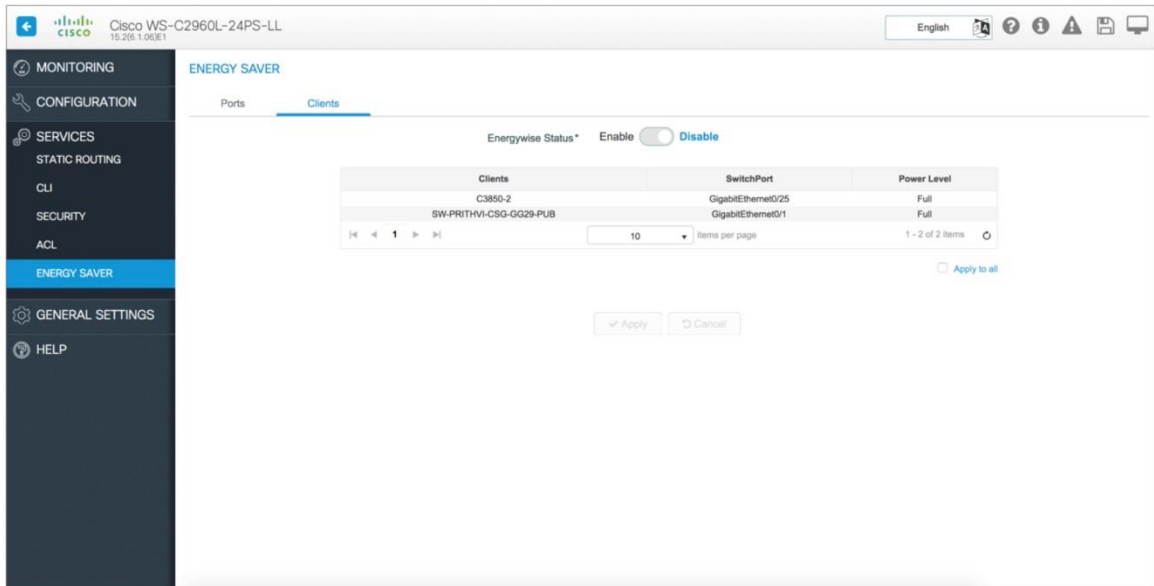 CISCO
Cisco WS-C2960L-24PS-LL
15.2(6.1.06)E1
English
MONITORING
CONFIGURATION
SERVICES
STATIC ROUTING
CLI
SECURITY
ACL
ENERGY SAVER
GENERAL SETTINGS
HELP
ENERGY SAVER
Ports Clients
Energywise Status* Enable Disable
Clients SwitchPort Power Level
C3850-2 GigabitEthernet0/25 Full
SW-PRITHVI-CSG-GG29-PUB GigabitEthernet0/1 Full
1 10 items per page 1 - 2 of 2 items
Apply to all
Apply Cancel